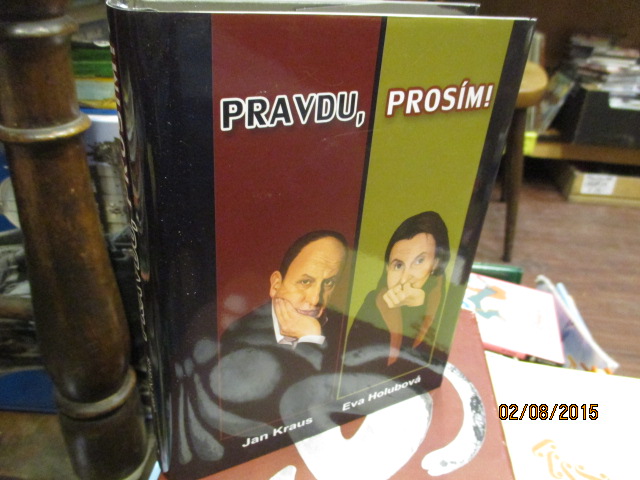 PRAVDU, PROSÍM!
Jan Kraus Eva Holubová
02/08/2015